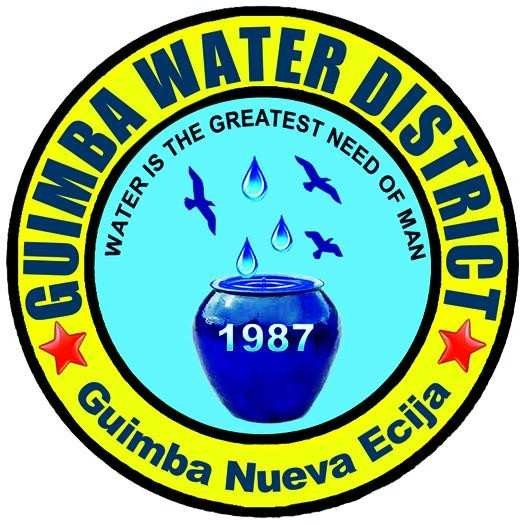 GUIMBA WATER DISTRICT
WATER IS THE GREATEST NEED OF MAN
1987
Guimba Nueva Ecija